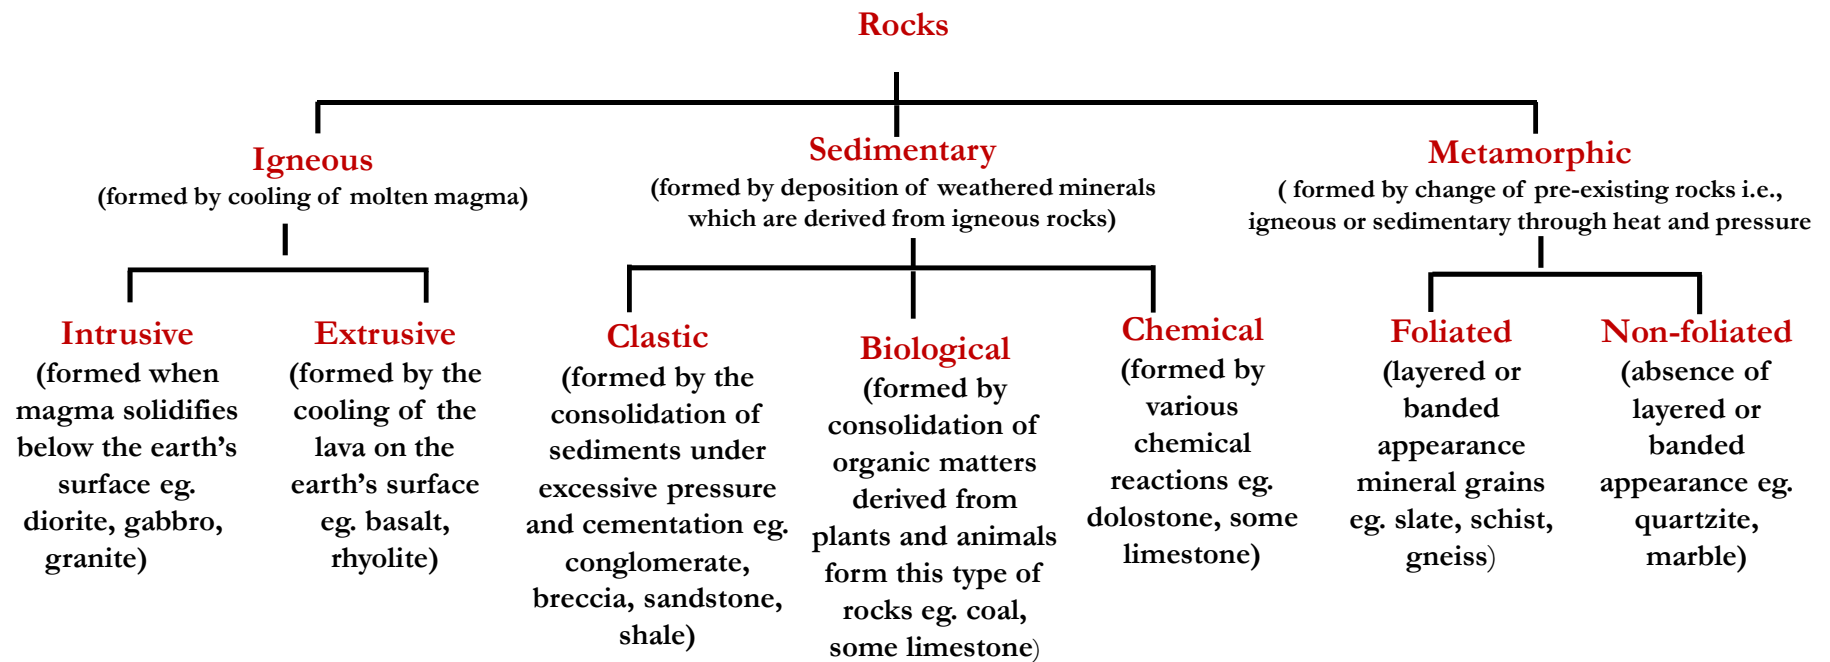 Rocks
Igneous
(formed by cooling of molten magma)
Sedimentary
(formed by deposition of weathered minerals
which are derived from igneous rocks)
Metamorphic
( formed by change of pre-existing rocks i.e.,
igneous or sedimentary through heat and pressure
Intrusive
(formed when
magma solidifies
below the earth’s
surface eg.
diorite, gabbro,
granite)
Extrusive
(formed by the
cooling of the
lava on the
earth’s surface
eg. basalt,
rhyolite)
Clastic
(formed by the
consolidation of
sediments under
excessive pressure
and cementation eg.
conglomerate,
breccia, sandstone,
shale)
Biological
(formed by
consolidation of
organic matters
derived from
plants and animals
form this type of
rocks eg. coal,
some limestone)
Chemical
(formed by
various
chemical
reactions eg.
dolostone, some
limestone)
Foliated
(layered or
banded
appearance
mineral grains
eg. slate, schist,
gneiss)
Non-foliated
(absence of
layered or
banded
appearance eg.
quartzite,
marble)